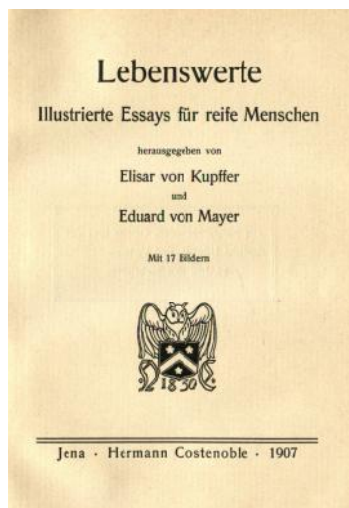 Lebenswerte
Illustrierte Essays für reife Menschen
herausgegeben von
Elisar von Kupffer
und
Eduard von Mayer
Mit 17 Bildern
1850
Jena · Hermann Costenoble · 1907